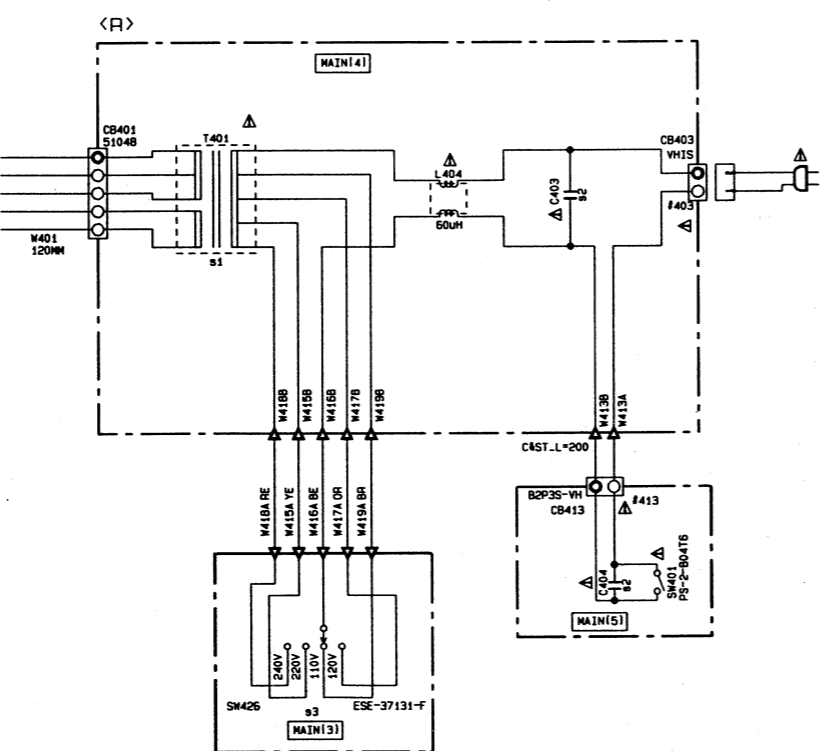 <A>
MAIN(4)
CB401
51048
T401
s1
W401
120MM
L404
60uH
C403
s2
CB403
VHIS
#403
W418B
W415B
W416B
W417B
W419B
W413B
W413A
C&ST_L=200
W418A RE
W415A YE
W416A BE
W417A OR
W419A BR
B2P3S-VH
CB413
#413
C404
s2
SW401
PS-2-B04T6
MAIN(5)
240V
220V
110V
120V
SW426
s3
ESE-37131-F
MAIN(3)